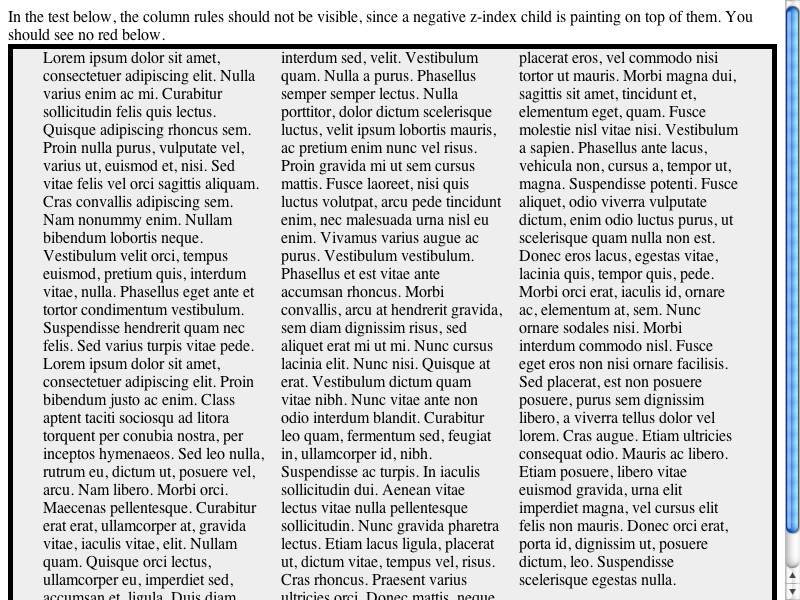 In the test below, the column rules should not be visible, since a negative z-index child is painting on top of them. You
should see no red below.
Lorem ipsum dolor sit amet,
consectetuer adipiscing elit. Nulla
varius enim ac mi. Curabitur
sollicitudin felis quis lectus.
Quisque adipiscing rhoncus sem.
Proin nulla purus, vulputate vel,
varius ut, euismod et, nisi. Sed
vitae felis vel orci sagittis aliquam.
Cras convallis adipiscing sem.
Nam nonummy enim. Nullam
bibendum lobortis neque.
Vestibulum velit orci, tempus
euismod, pretium quis, interdum
vitae, nulla. Phasellus eget ante et
tortor condimentum vestibulum.
Suspendisse hendrerit quam nec
felis. Sed varius turpis vitae pede.
Lorem ipsum dolor sit amet,
consectetuer adipiscing elit. Proin
bibendum justo ac enim. Class
aptent taciti sociosqu ad litora
torquent per conubia nostra, per
inceptos hymenaeos. Sed leo nulla,
rutrum eu, dictum ut, posuere vel,
arcu. Nam libero. Morbi orci.
Maecenas pellentesque. Curabitur
erat erat, ullamcorper at, gravida
vitae, iaculis vitae, elit. Nullam
quam. Quisque orci lectus,
ullamcorper eu, imperdiet sed,
accumsan et, ligula. Duis diam
interdum sed, velit. Vestibulum
quam. Nulla a purus. Phasellus
semper semper lectus. Nulla
porttitor, dolor dictum scelerisque
luctus, velit ipsum lobortis mauris,
ac pretium enim nunc vel risus.
Proin gravida mi ut sem cursus
mattis. Fusce laoreet, nisi quis
luctus volutpat, arcu pede tincidunt
enim, nec malesuada urna nisl eu
enim. Vivamus varius augue ac
purus. Vestibulum vestibulum.
Phasellus et est vitae ante
accumsan rhoncus. Morbi
convallis, arcu at hendrerit gravida,
sem diam dignissim risus, sed
aliquet erat mi ut mi. Nunc cursus
lacinia elit. Nunc nisi. Quisque at
erat. Vestibulum dictum quam
vitae nibh. Nunc vitae ante non
odio interdum blandit. Curabitur
leo quam, fermentum sed, feugiat
in, ullamcorper id, nibh.
Suspendisse ac turpis. In iaculis
sollicitudin dui. Aenean vitae
lectus vitae nulla pellentesque
sollicitudin. Nunc gravida pharetra
lectus. Etiam lacus ligula, placerat
ut, dictum vitae, tempus vel, risus.
Cras rhoncus. Praesent varius
ultricies orci. Donec mattis, neque
placerat eros, vel commodo nisi
tortor ut mauris. Morbi magna dui,
sagittis sit amet, tincidunt et,
elementum eget, quam. Fusce
molestie nisl vitae nisi. Vestibulum
a sapien. Phasellus ante lacus,
vehicula non, cursus a, tempor ut,
magna. Suspendisse potenti. Fusce
aliquet, odio viverra vulputate
dictum, enim odio luctus purus, ut
scelerisque quam nulla non est.
Donec eros lacus, egestas vitae,
lacinia quis, tempor quis, pede.
Morbi orci erat, iaculis id, ornare
ac, elementum at, sem. Nunc
ornare sodales nisi. Morbi
interdum commodo nisl. Fusce
eget eros non nisi ornare facilisis.
Sed placerat, est non posuere
posuere, purus sem dignissim
libero, a viverra tellus dolor vel
lorem. Cras augue. Etiam ultricies
consequat odio. Mauris ac libero.
Etiam posuere, libero vitae
euismod gravida, urna elit
imperdiet magna, vel cursus elit
felis non mauris. Donec orci erat,
porta id, dignissim ut, posuere
dictum, leo. Suspendisse
scelerisque egestas nulla.